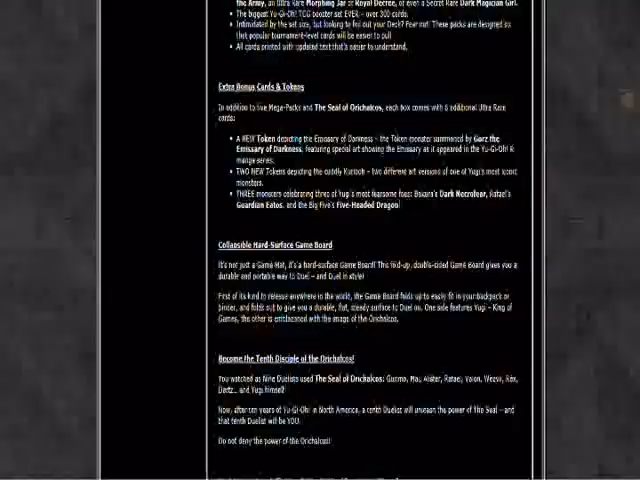 the Army, an Ultra Rare Morphing Jar or Royal Decree, or even a Secret Rare Dark Magician Girl.
The biggest Yu-Gi-Oh! TCG booster set EVER – over 300 cards.
Intimidated by the set size, but looking to fill out your Deck? Fear not! These packs are designed so
that popular tournament-level cards will be easier to pull
All cards printed with updated text that's easier to understand.
Extra Bonus Cards & Tokens
In addition to five Mega-Packs and The Seal of Orichalcos, each box comes with 6 additional Ultra Rare
cards:
A NEW Token depicting the Emissary of Darkness – the Token monster summoned by Gorz the
Emissary of Darkness, featuring special art showing the Emissary as it appeared in the Yu-Gi-Oh! R
manga series.
TWO NEW Tokens depicting the cuddly Kuriboh – two different art versions of one of Yugi's most iconic
monsters.
THREE monsters celebrating three of Yugi's most fearsome foes: Bakura's Dark Necrofear, Rafael's
Guardian Eatos, and the Big Five's Five-Headed Dragon!
Collapsible Hard-Surface Game Board
It's not just a Game Mat, it's a hard-surface Game Board! This fold-up, double-sided Game Board gives you a
durable and portable way to Duel – and Duel in style!
First of its kind to release anywhere in the world, the Game Board folds up to easily fit in your backpack or
binder, and folds out to give you a durable, flat, steady surface to Duel on. One side features Yugi – King of
Games, the other is emblazoned with the image of the Orichalcos.
Become the Tenth Disciple of the Orichalcos!
You watched as Nine Duelists used The Seal of Orichalcos: Gurimo, Mai, Alister, Rafael, Valon, Weevil, Rex,
Dartz... and Yugi himself!
Now, after ten years of Yu-Gi-Oh! in North America, a tenth Duelist will unleash the power of The Seal – and
that tenth Duelist will be YOU.
Do not deny the power of the Orichalcos!